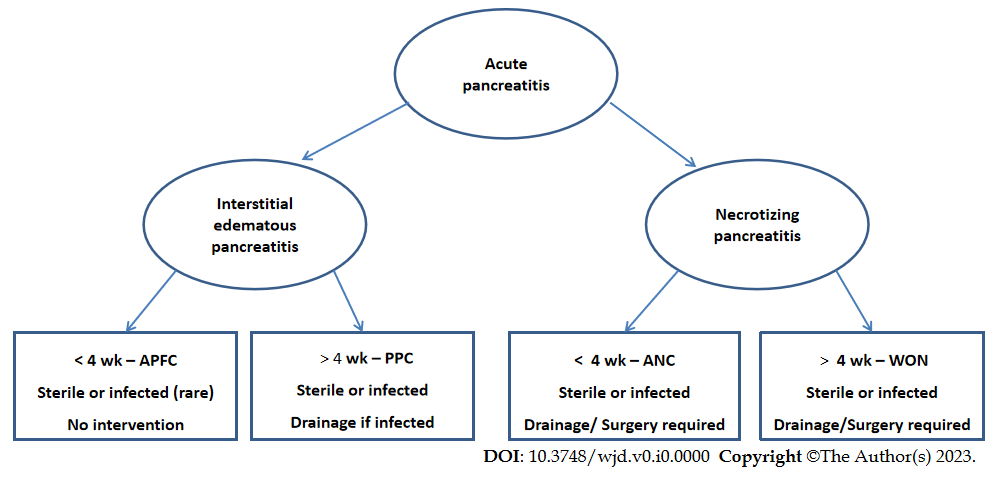 Acute
pancreatitis
Interstitial
edematous
pancreatitis
Necrotizing
pancreatitis
< 4 wk – APFC
Sterile or infected (rare)
No intervention
> 4 wk – PPC
Sterile or infected
Drainage if infected
< 4 wk – ANC
Sterile or infected
Drainage/ Surgery required
> 4 wk – WON
Sterile or infected
Drainage/Surgery required
DOI: 10.3748/wjd.v0.i0.0000 Copyright ©The Author(s) 2023.